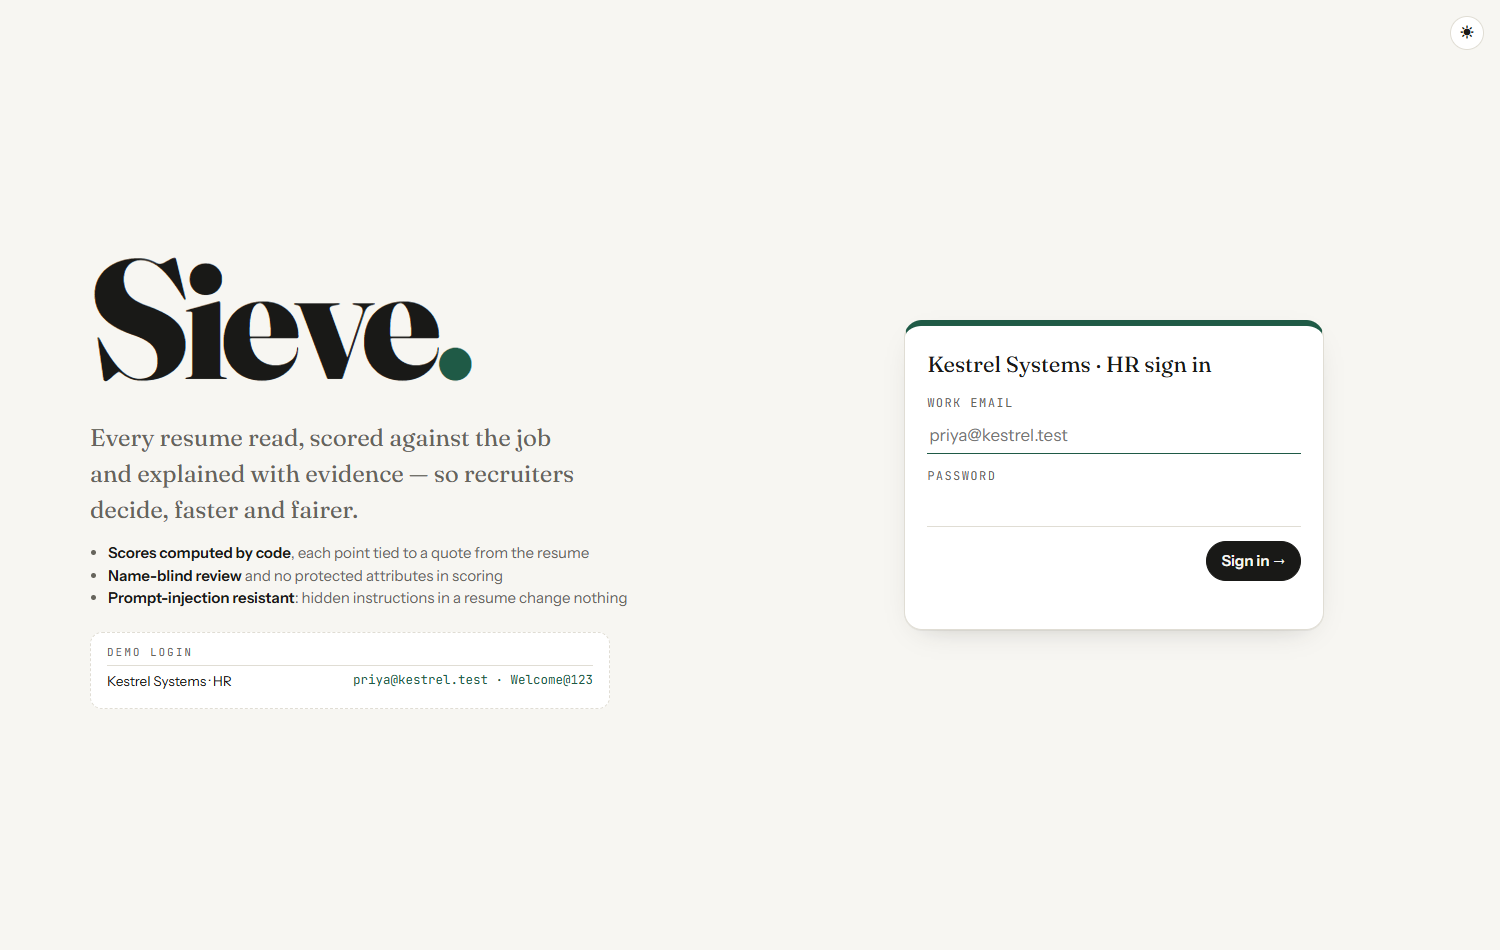 Sieve.
Every resume read, scored against the job
and explained with evidence — so recruiters
decide, faster and fairer.
• Scores computed by code, each point tied to a quote from the resume
• Name-blind review and no protected attributes in scoring
• Prompt-injection resistant: hidden instructions in a resume change nothing
DEMO LOGIN
Kestrel Systems · HR priya@kestrel.test · Welcome@123
Kestrel Systems · HR sign in
WORK EMAIL
priya@kestrel.test
PASSWORD
Sign in →